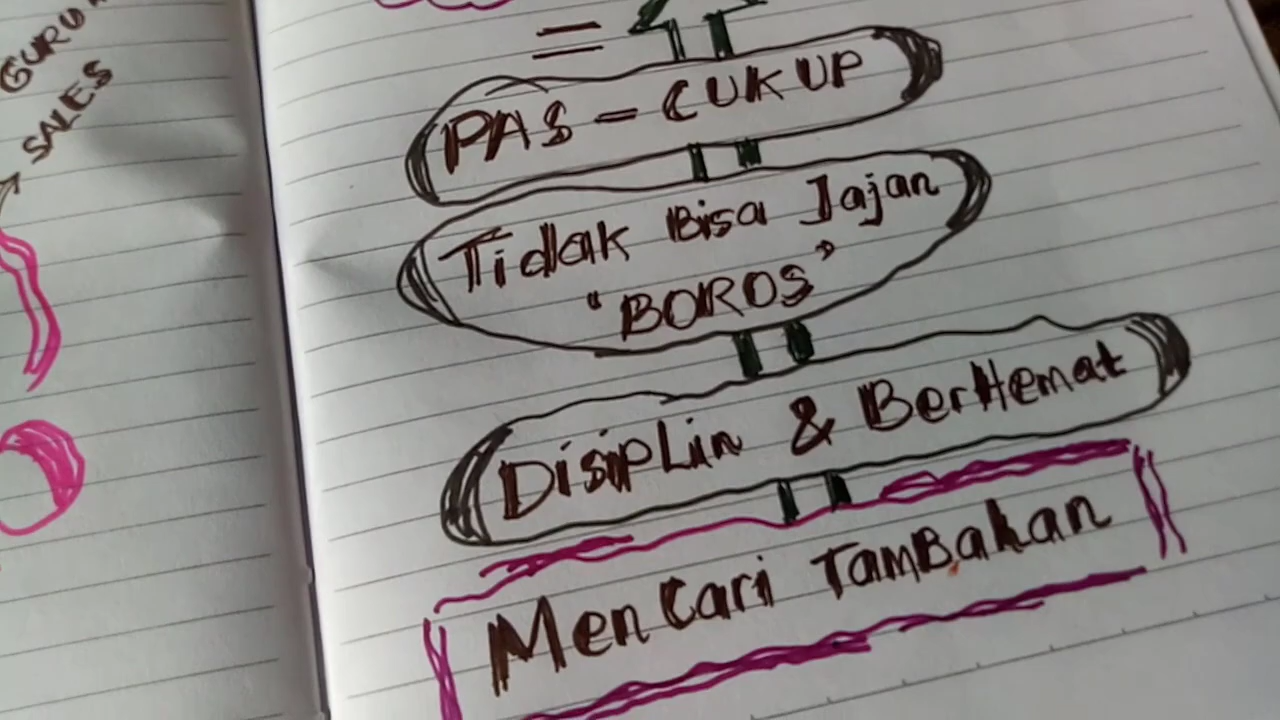 GURU
SALES
=
PAS - CUKUP
Tidak Bisa Jajan
"BOROS"
DisipLin & BerHemat
MenCari TamBahan